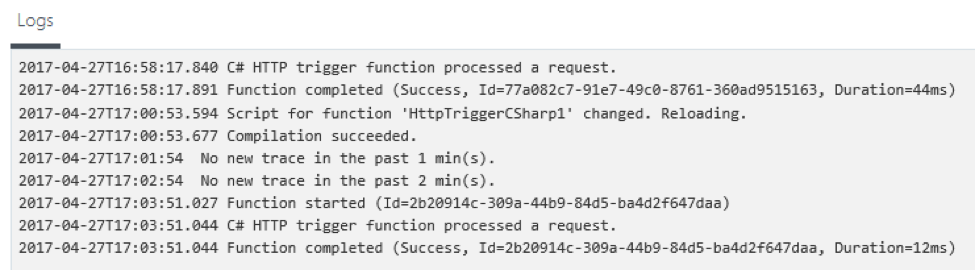 Logs
2017-04-27T16:58:17.840 C# HTTP trigger function processed a request.
2017-04-27T16:58:17.891 Function completed (Success, Id=77a082c7-91e7-49c0-8761-360ad9515163, Duration=44ms)
2017-04-27T17:00:53.594 Script for function 'HttpTriggerCSharp1' changed. Reloading.
2017-04-27T17:00:53.677 Compilation succeeded.
2017-04-27T17:01:54  No new trace in the past 1 min(s).
2017-04-27T17:02:54  No new trace in the past 2 min(s).
2017-04-27T17:03:51.027 Function started (Id=2b20914c-309a-44b9-84d5-ba4d2f647daa)
2017-04-27T17:03:51.044 C# HTTP trigger function processed a request.
2017-04-27T17:03:51.044 Function completed (Success, Id=2b20914c-309a-44b9-84d5-ba4d2f647daa, Duration=12ms)